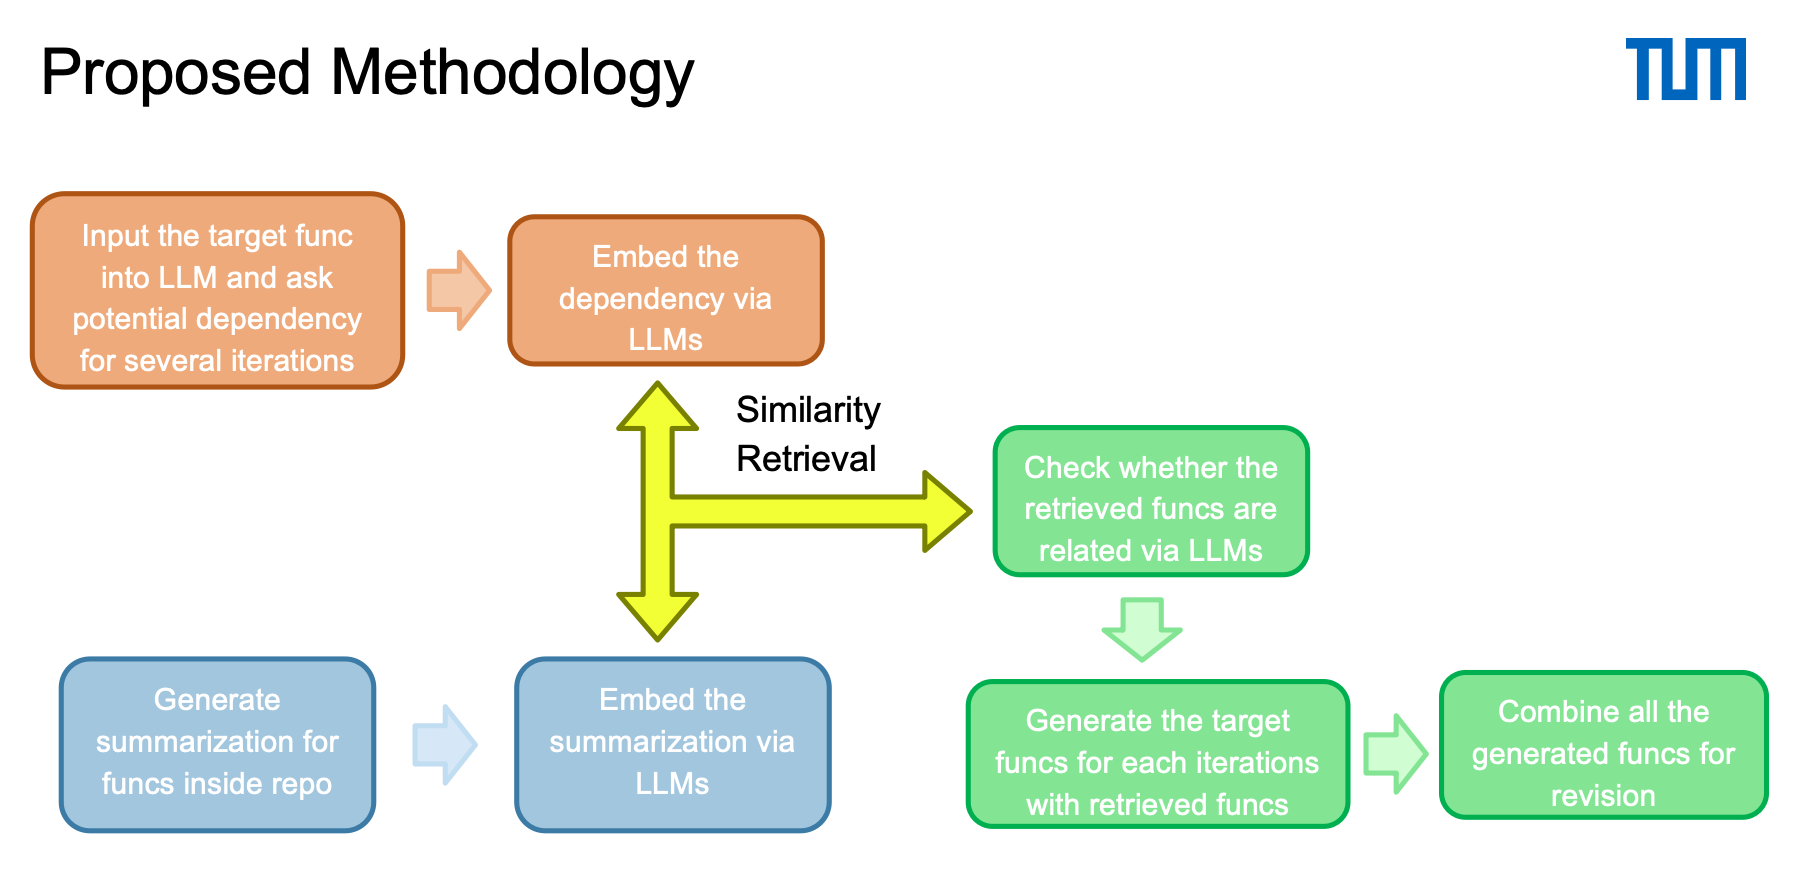 Proposed Methodology
TUM
Input the target func
into LLM and ask
potential dependency
for several iterations
Embed the
dependency via
LLMs
Similarity
Retrieval
Check whether the
retrieved funcs are
related via LLMs
Generate
summarization for
funcs inside repo
Embed the
summarization via
LLMs
Generate the target
funcs for each iterations
with retrieved funcs
Combine all the
generated funcs for
revision